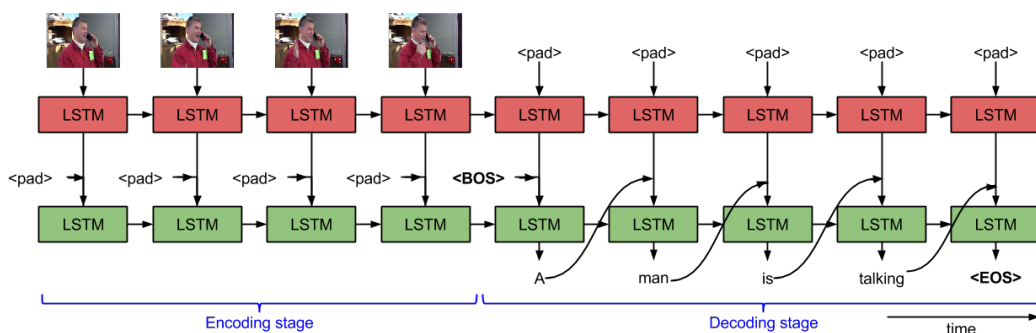 <pad> <pad> <pad> <pad> <pad>
LSTM LSTM LSTM LSTM LSTM LSTM LSTM LSTM LSTM
<pad> <pad> <pad> <pad> <BOS>
LSTM LSTM LSTM LSTM LSTM LSTM LSTM LSTM LSTM
A man is talking <EOS>
Encoding stage Decoding stage time